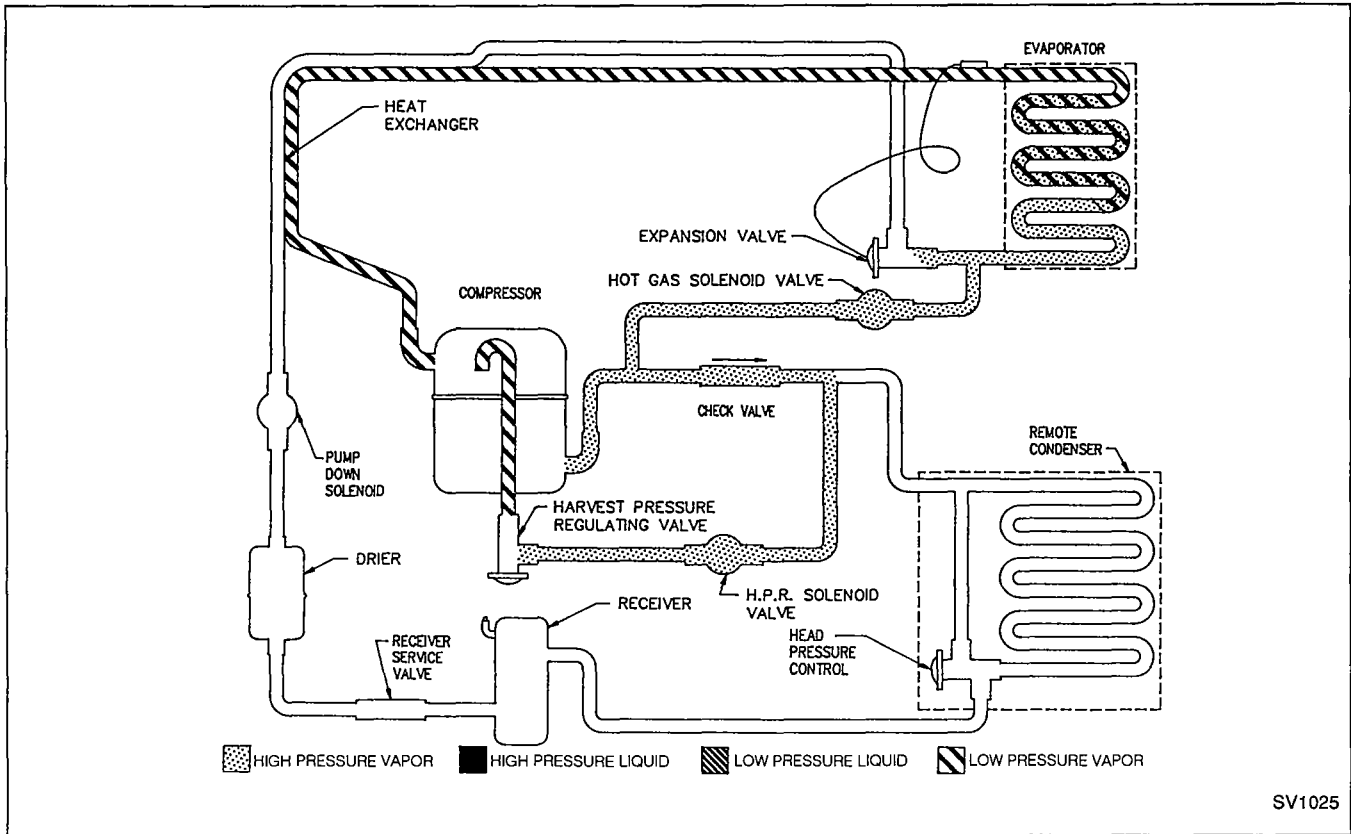 EVAPORATOR
HEAT
EXCHANGER
EXPANSION VALVE
HOT GAS SOLENOID VALVE
COMPRESSOR
CHECK VALVE
REMOTE
CONDENSER
PUMP
DOWN
SOLENOID
HARVEST PRESSURE
REGULATING VALVE
DRIER
H.P.R. SOLENOID
VALVE
RECEIVER
HEAD
PRESSURE
CONTROL
RECEIVER
SERVICE
VALVE
HIGH PRESSURE VAPOR
HIGH PRESSURE LIQUID
LOW PRESSURE LIQUID
LOW PRESSURE VAPOR
SV1025